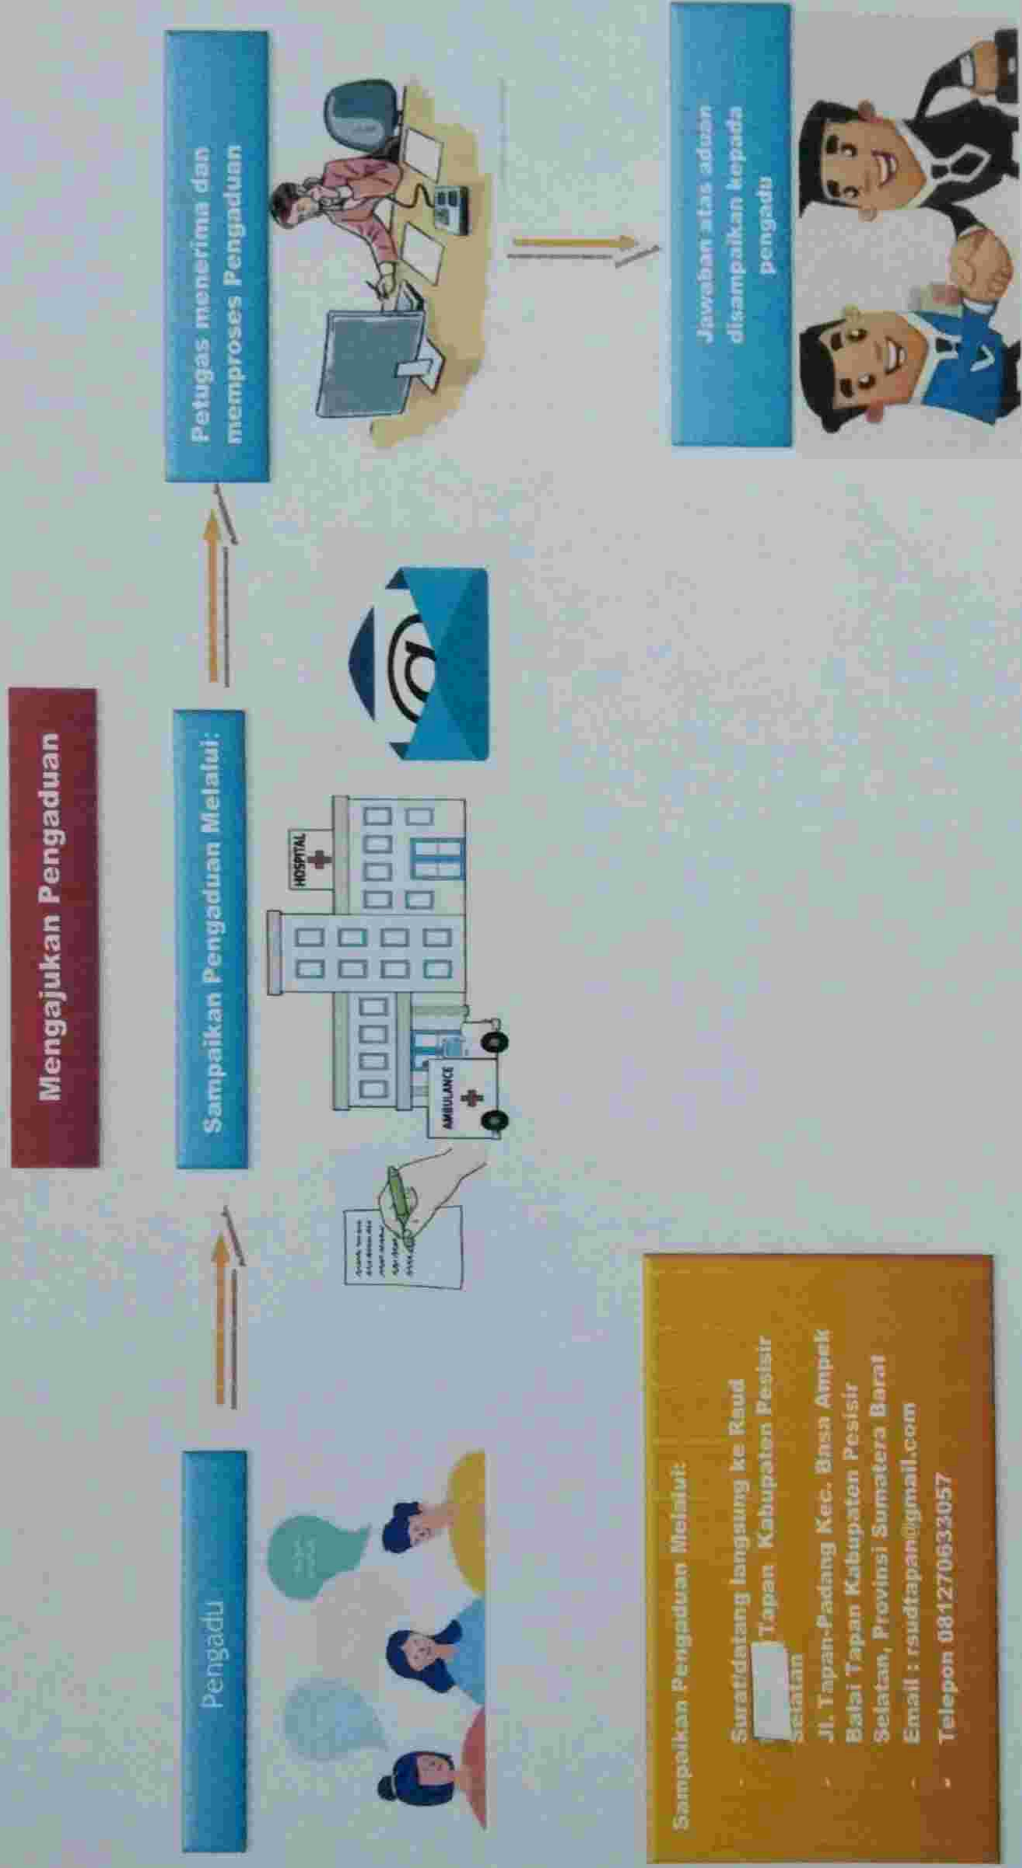 Mengajukan Pengaduan
Pengadu
Sampaikan Pengaduan Melalui:
Petugas menerima dan
memproses Pengaduan
HOSPITAL
AMBULANCE
Jawaban atas aduan
disampaikan kepada
pengadu
Sampaikan Pengaduan Melalui:
- Surat/datang langsung ke Rsud
Tapan Kabupaten Pesisir
Selatan
- Jl. Tapan-Padang Kec. Basa Ampek
Balai Tapan Kabupaten Pesisir
Selatan, Provinsi Sumatera Barat
- Email : rsudtapan@gmail.com
- Telepon 081270633057